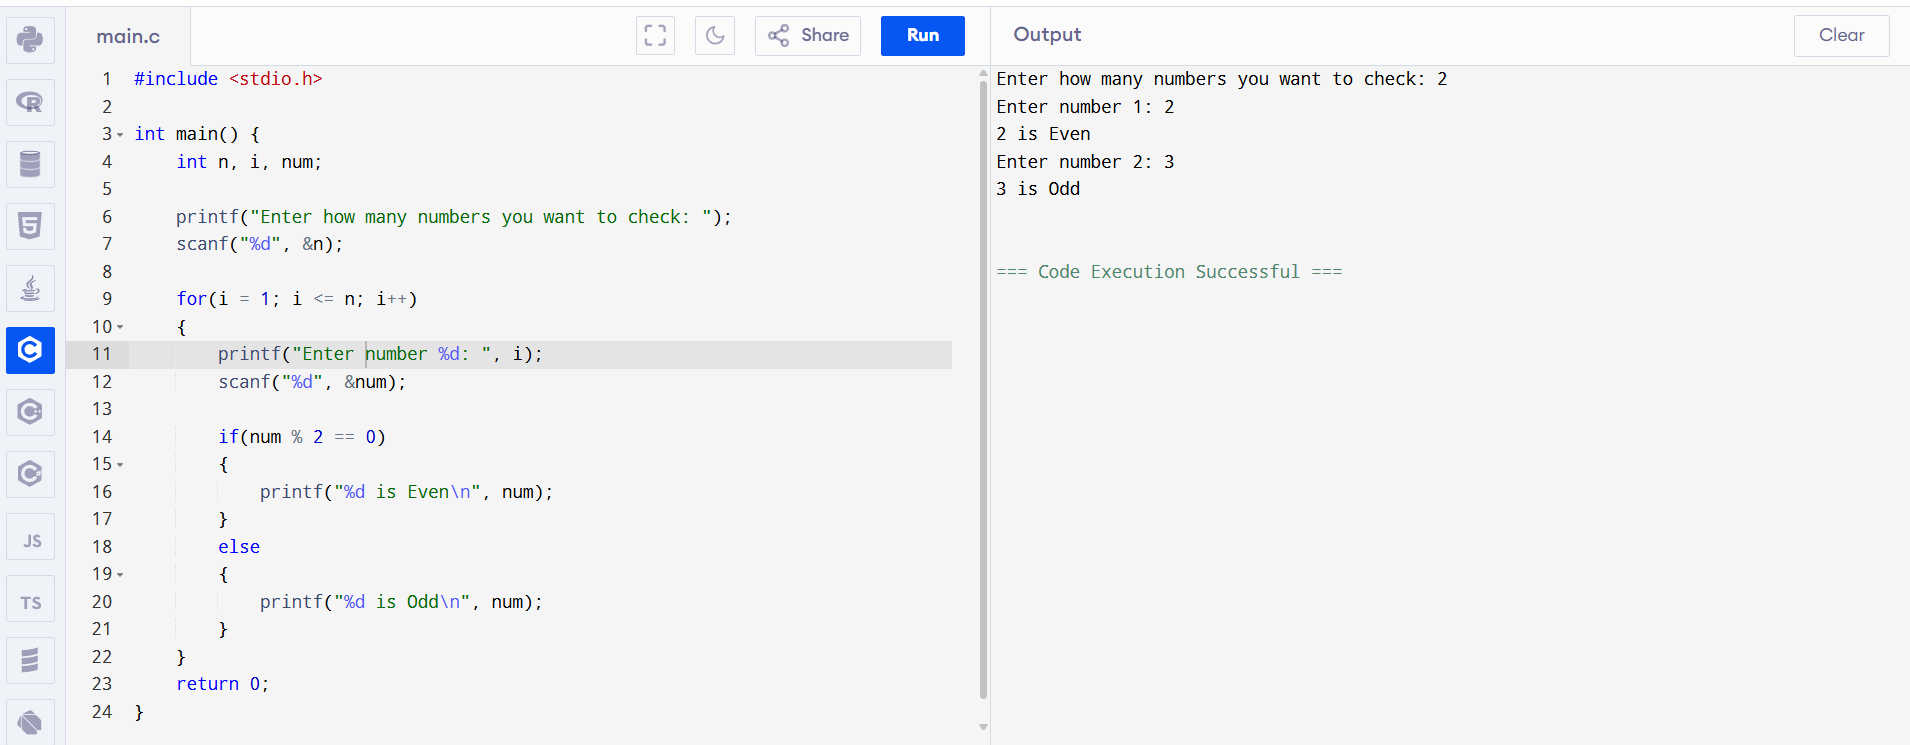 main.c
Share
Run
Output
Clear
1 #include <stdio.h>
2
3 int main() {
4     int n, i, num;
5
6     printf("Enter how many numbers you want to check: ");
7     scanf("%d", &n);
8
9     for(i = 1; i <= n; i++)
10     {
11         printf("Enter number %d: ", i);
12         scanf("%d", &num);
13
14         if(num % 2 == 0)
15         {
16             printf("%d is Even\n", num);
17         }
18         else
19         {
20             printf("%d is Odd\n", num);
21         }
22     }
23     return 0;
24 }
Enter how many numbers you want to check: 2
Enter number 1: 2
2 is Even
Enter number 2: 3
3 is Odd
=== Code Execution Successful ===
R
C
C++
C
JS
TS